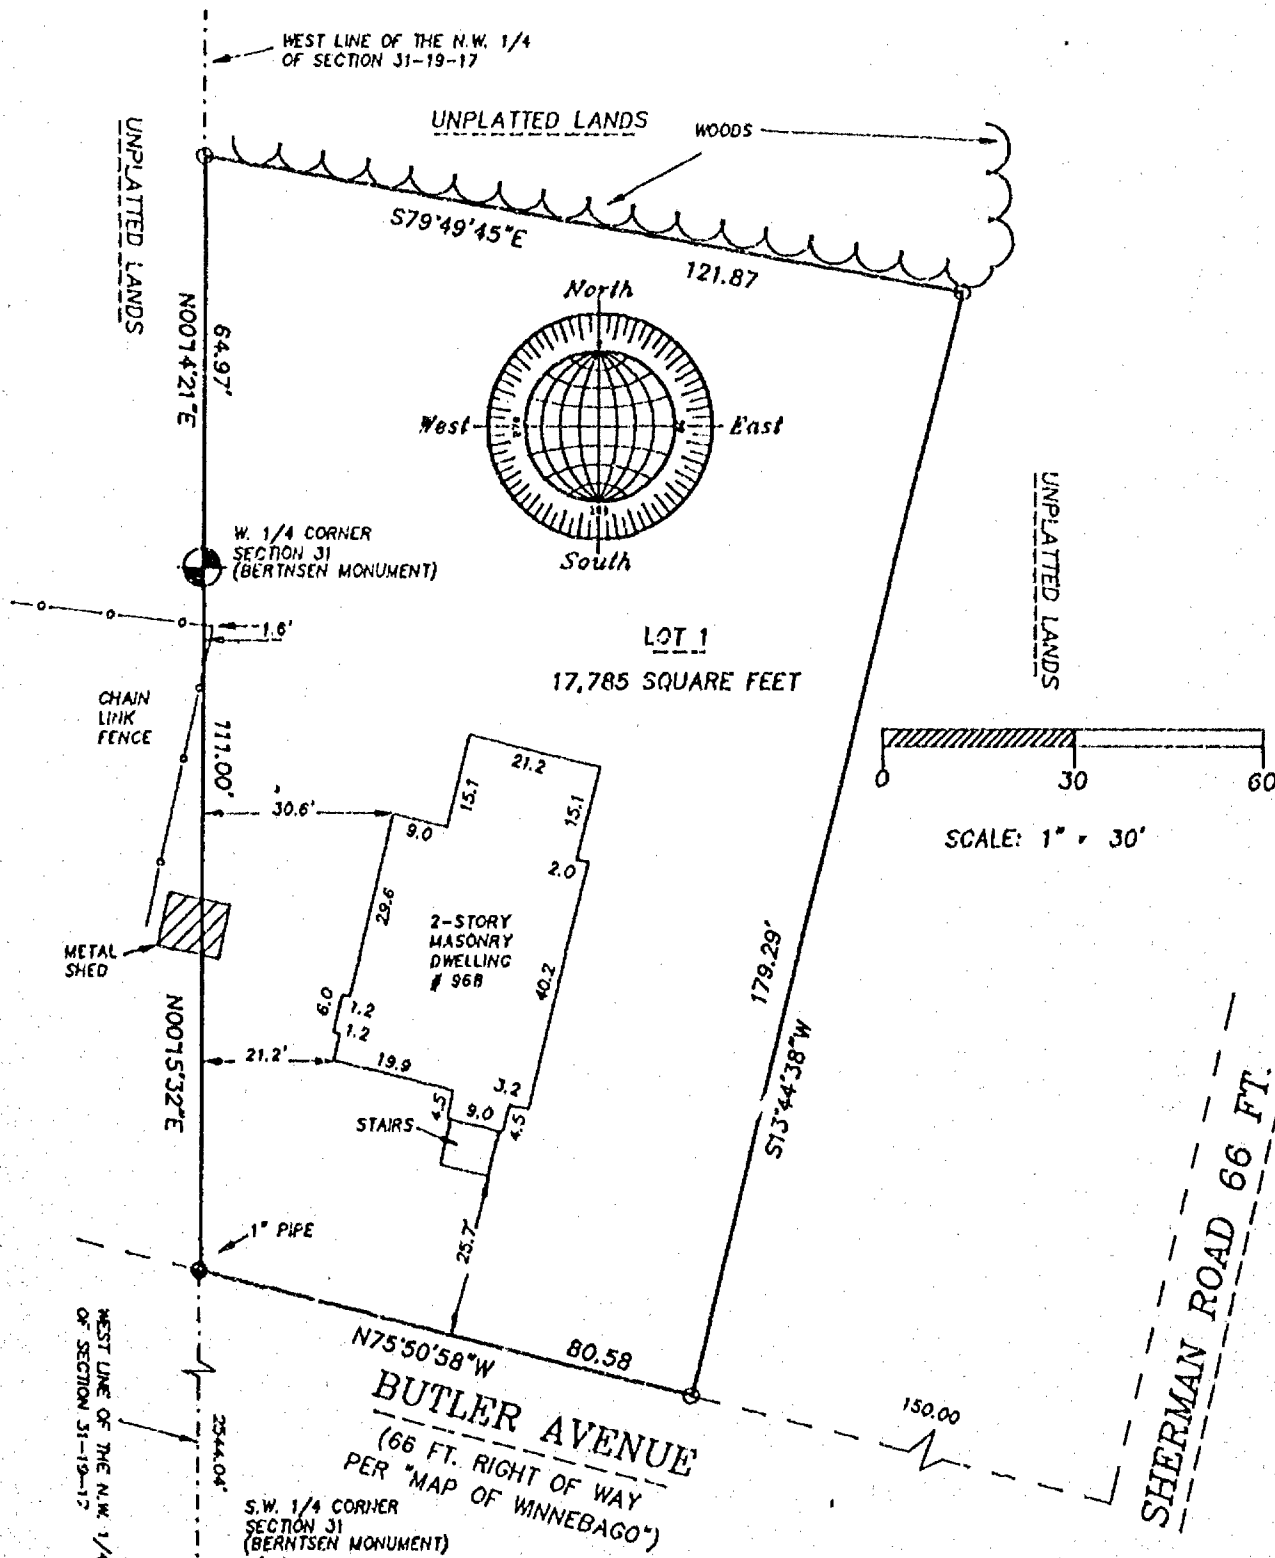 WEST LINE OF THE N.W. 1/4
OF SECTION 31-19-17
UNPLATTED LANDS
WOODS
UNPLATTED LANDS
S79°49'45"E
121.87
64.97'
N00°14'21"E
North
West
East
South
W. 1/4 CORNER
SECTION 31
(BERTNSEN MONUMENT)
1.6'
LOT 1
17,785 SQUARE FEET
UNPLATTED LANDS
CHAIN
LINK
FENCE
111.00'
30.6'
21.2
15.1
15.1
9.0
2.0
29.6
2-STORY
MASONRY
DWELLING
# 968
40.2
0
30
60
SCALE: 1" = 30'
METAL
SHED
6.0
1.2
1.2
N00°15'32"E
21.2'
19.9
3.2
4.5
9.0
4.5
STAIRS
179.29'
S13°44'38"W
25.7'
1" PIPE
N75°50'58"W
80.58
BUTLER AVENUE
(66 FT. RIGHT OF WAY
PER "MAP OF WINNEBAGO")
150.00
SHERMAN ROAD 66 FT.
WEST LINE OF THE N.W. 1/4
OF SECTION 31-19-17
2544.04'
S.W. 1/4 CORNER
SECTION 31
(BERNTSEN MONUMENT)